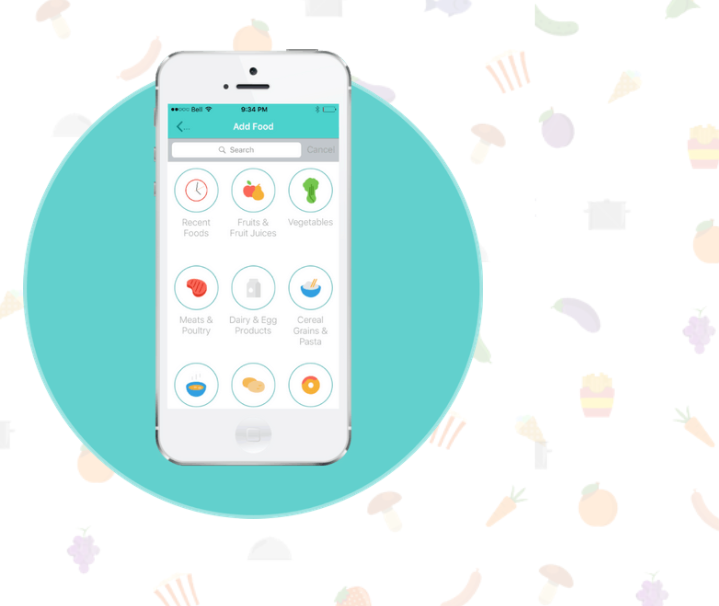 Bell 9:34 PM
Add Food
Search Cancel
Recent
Foods
Fruits &
Fruit Juices
Vegetables
Meats &
Poultry
Dairy & Egg
Products
Cereal
Grains &
Pasta